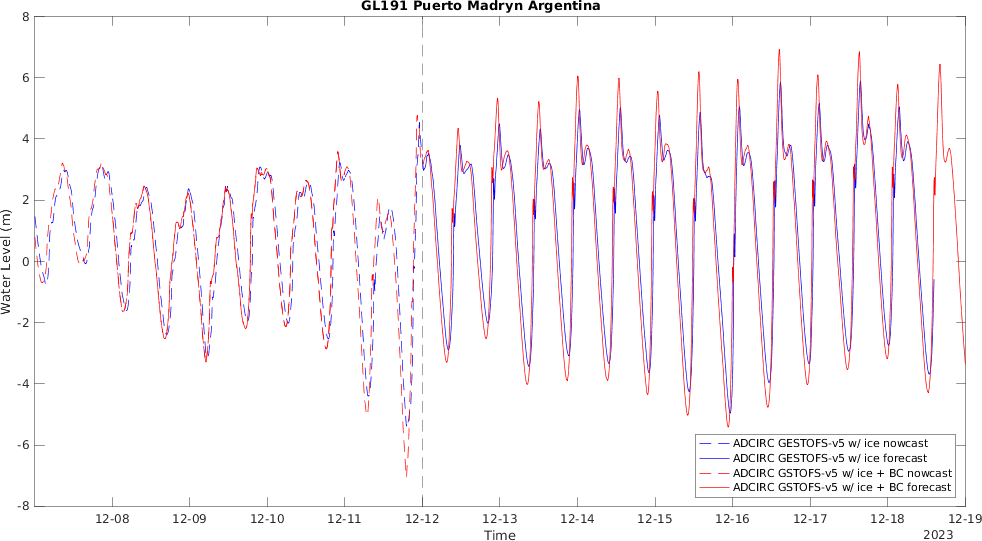 GL191 Puerto Madryn Argentina
8
6
4
2
0
-2
-4
-6
-8
Water Level (m)
ADCIRC GESTOFS-v5 w/ ice nowcast
ADCIRC GESTOFS-v5 w/ ice forecast
ADCIRC GSTOFS-v5 w/ ice + BC nowcast
ADCIRC GSTOFS-v5 w/ ice + BC forecast
12-08 12-09 12-10 12-11 12-12 12-13 12-14 12-15 12-16 12-17 12-18 12-19
Time
2023